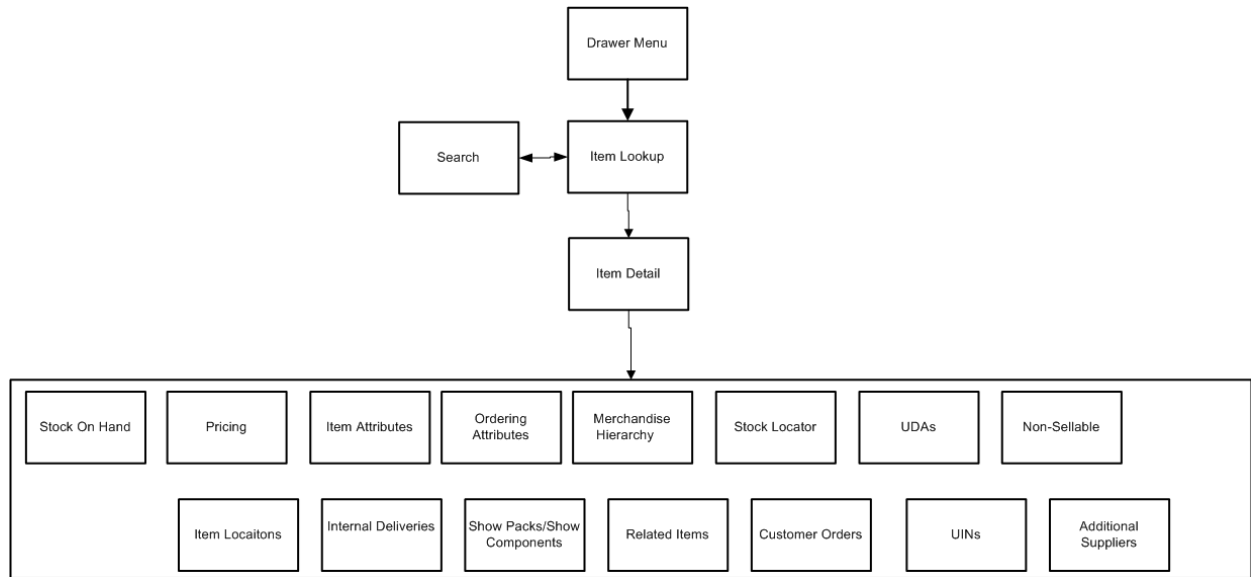 Drawer Menu
Search
Item Lookup
Item Detail
Stock On Hand
Pricing
Item Attributes
Ordering
Attributes
Merchandise
Hierarchy
Stock Locator
UDAs
Non-Sellable
Item Locaitons
Internal Deliveries
Show Packs/Show
Components
Related Items
Customer Orders
UINs
Additional
Suppliers